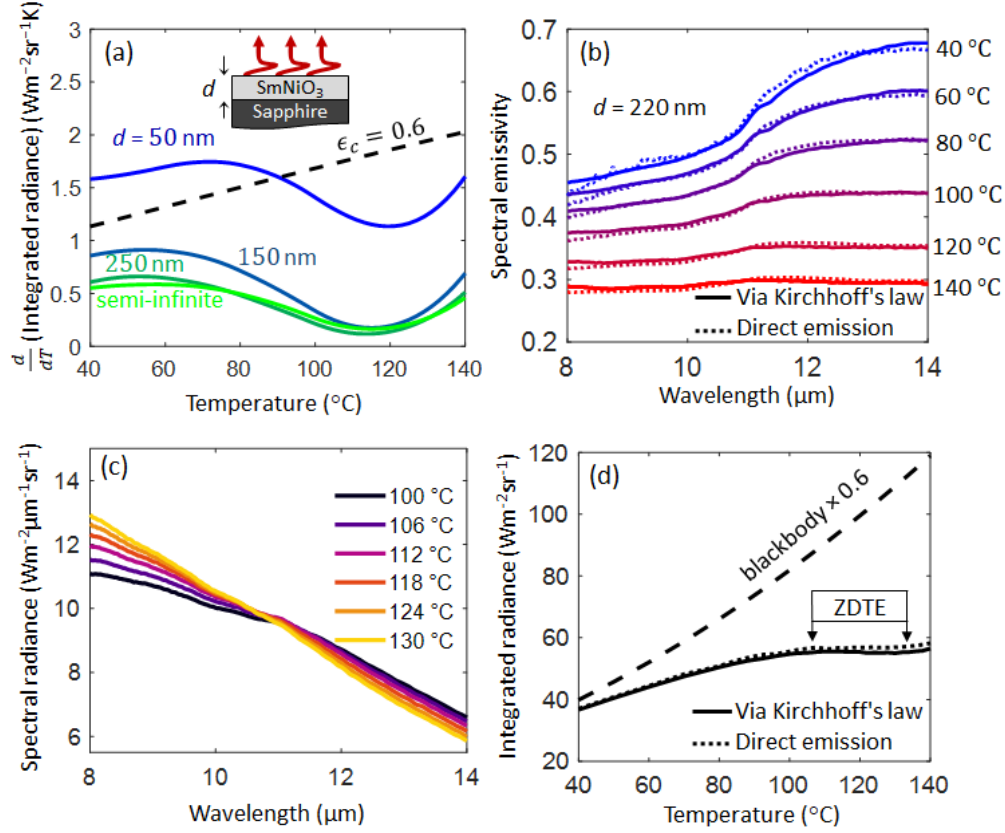 (a)
d
SmNiO₃
Sapphire
d = 50 nm
ϵc = 0.6
250 nm
150 nm
semi-infinite
3
2.5
2
1.5
1
0.5
0
40 60 80 100 120 140
Temperature (°C)
d/dT (Integrated radiance) (Wm⁻²sr⁻¹K)
(b)
d = 220 nm
40 °C
60 °C
80 °C
100 °C
120 °C
140 °C
Via Kirchhoff's law
Direct emission
0.7
0.6
0.5
0.4
0.3
0.2
8 10 12 14
Wavelength (μm)
Spectral emissivity
(c)
100 °C
106 °C
112 °C
118 °C
124 °C
130 °C
14
12
10
8
6
8 10 12 14
Wavelength (μm)
Spectral radiance (Wm⁻²μm⁻¹sr⁻¹)
(d)
blackbody × 0.6
ZDTE
Via Kirchhoff's law
Direct emission
120
100
80
60
40
20
40 60 80 100 120 140
Temperature (°C)
Integrated radiance (Wm⁻²sr⁻¹)